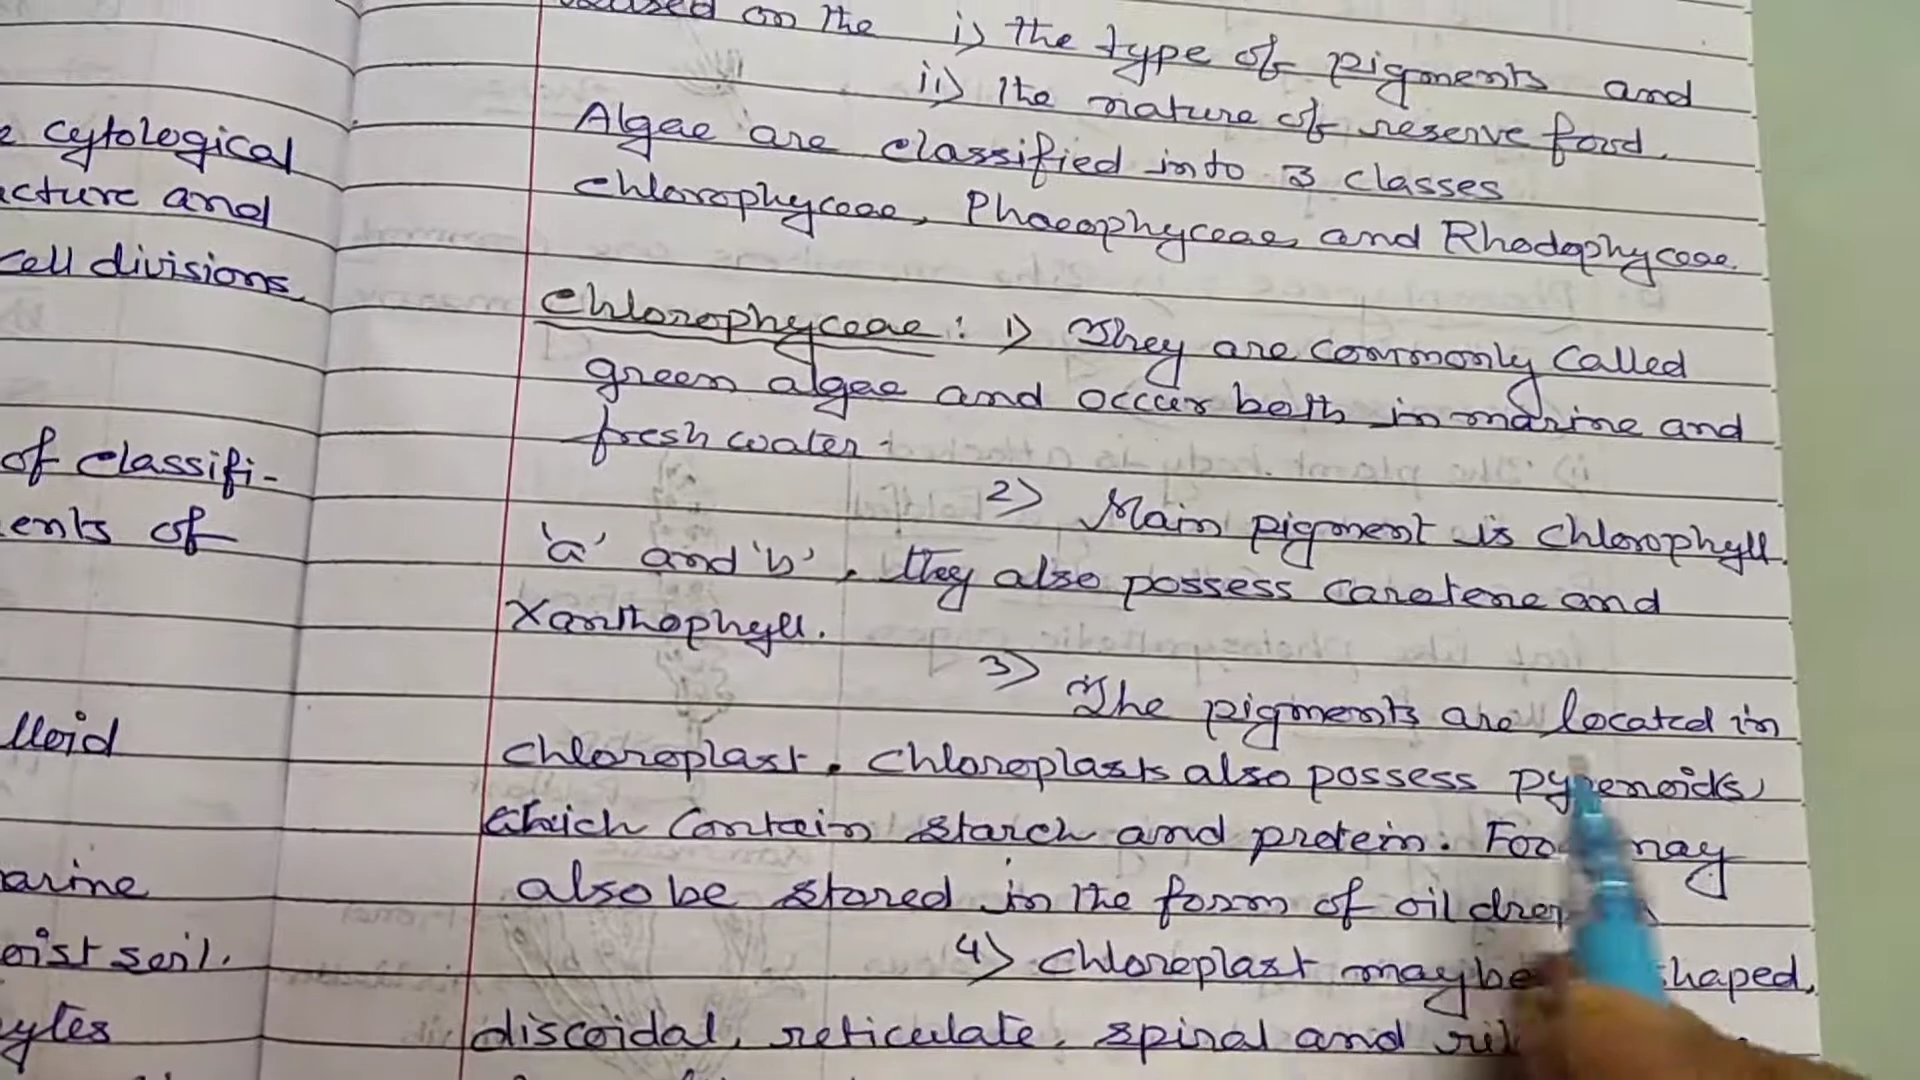 e cytological
cture and
cell divisions.
of classifi-
ents of
lloid
arine
oist soil.
ytes
on the i) the type of pigments and
ii) the nature of reserve food.
Algae are classified into 3 classes
chlorophyceae, Phaeophyceae, and Rhodophyceae
Chlorophyceae: 1) They are commonly called
green algae and occur both in marine and
fresh water.
2) Main pigment is chlorophyll
'a' and 'b'. They also possess carotene and
Xanthophyll.
3) The pigments are located in
chloroplast. Chloroplasts also possess pyrenoids
which contain starch and protein. Foo may
also be stored in the form of oil
4) chloroplast maybe haped,
discoidal, reticulate, spiral and